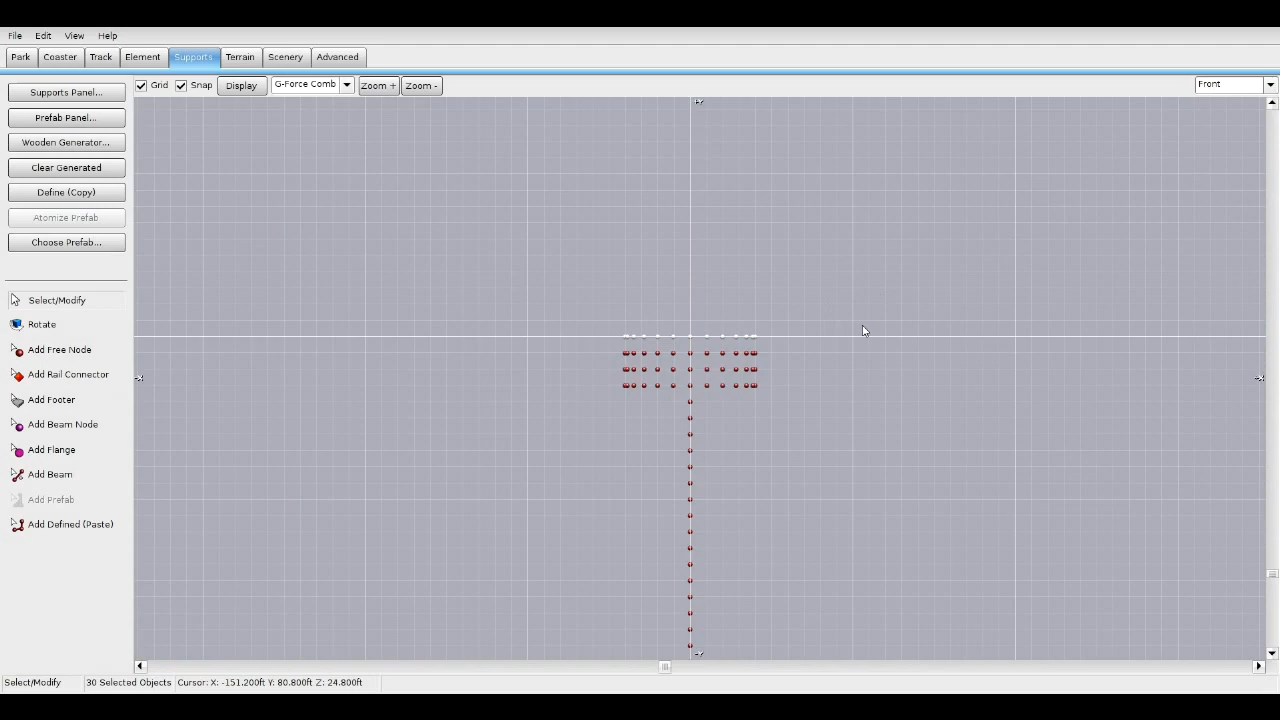 File Edit View Help
Park Coaster Track Element Supports Terrain Scenery Advanced
Supports Panel... Grid Snap Display G-Force Comb Zoom + Zoom - Front
Prefab Panel...
Wooden Generator...
Clear Generated
Define (Copy)
Atomize Prefab
Choose Prefab...
Select/Modify
Rotate
Add Free Node
Add Rail Connector
Add Footer
Add Beam Node
Add Flange
Add Beam
Add Prefab
Add Defined (Paste)
Select/Modify 30 Selected Objects Cursor: X: -151.200ft Y: 80.800ft Z: 24.800ft